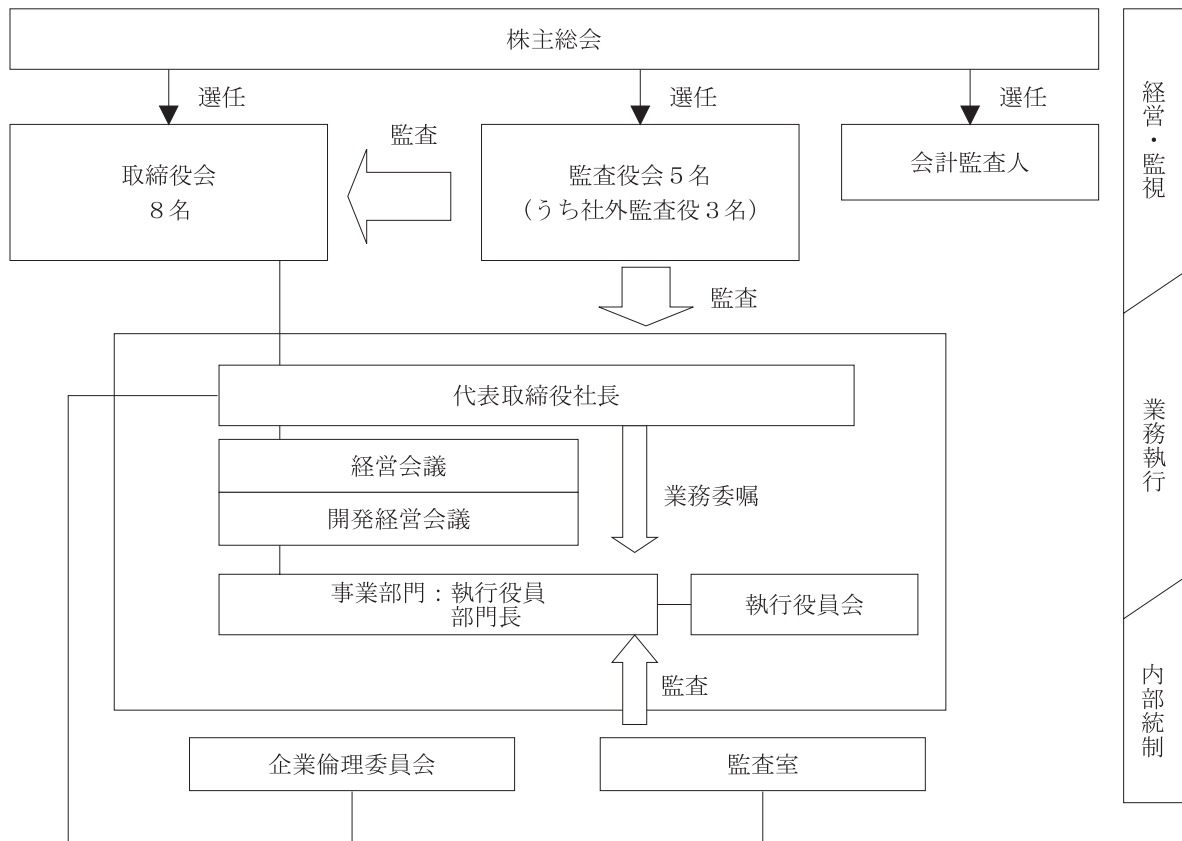 株主総会
選任
選任
選任
取締役会
８名
監査
監査役会５名
（うち社外監査役３名）
会計監査人
経営・監視
監査
代表取締役社長
経営会議
開発経営会議
業務委嘱
業務執行
事業部門：執行役員
部門長
執行役員会
監査
内部統制
企業倫理委員会
監査室